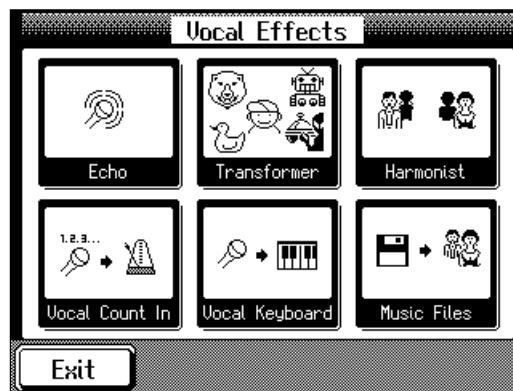 Vocal Effects
Echo
Transformer
Harmonist
1.2.3...
Vocal Count In
Vocal Keyboard
Music Files
Exit